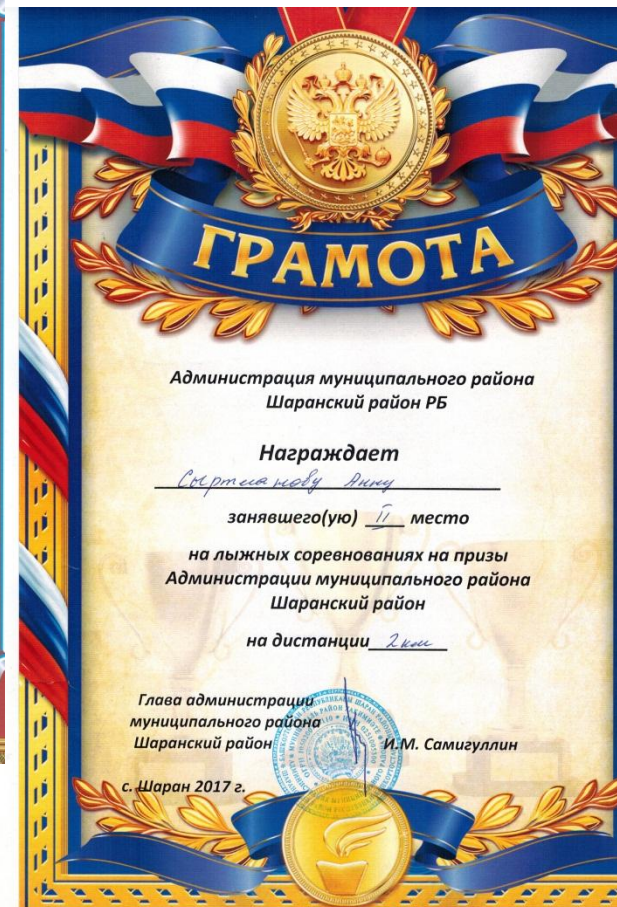 ГРАМОТА
Администрация муниципального района
Шаранский район РБ
Награждает
Сыртланову Анну
занявшего(ую) II место
на лыжных соревнованиях на призы
Администрации муниципального района
Шаранский район
на дистанции 2 км
Глава администрации
муниципального района
Шаранский район И.М. Самигуллин
с. Шаран 2017 г.